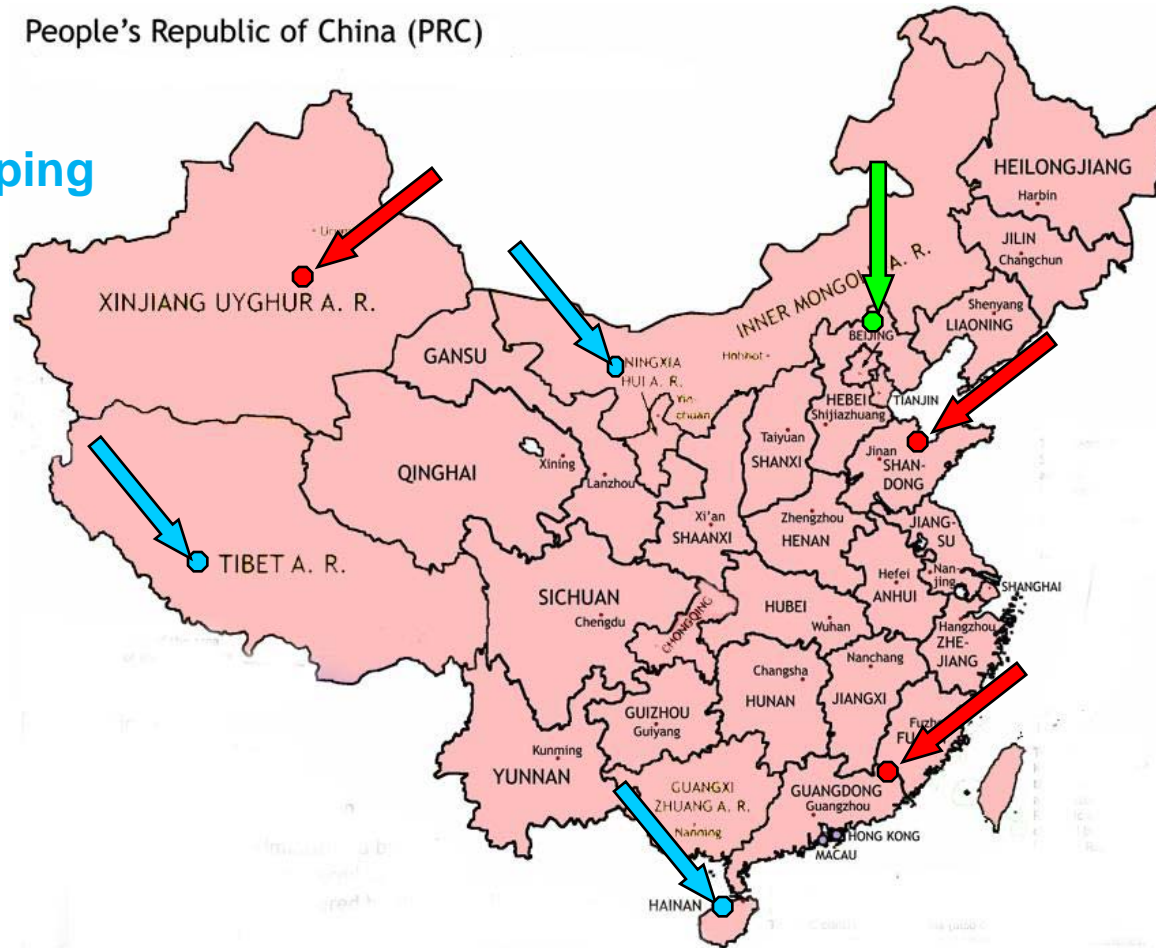 People's Republic of China (PRC)
ping
HEILONGJIANG
Harbin
JILIN
Changchun
XINJIANG UYGHUR A. R.
INNER MONGOL A. R.
Shenyang
LIAONING
BEIJING
GANSU
NINGXIA
HUI A. R.
Hohhot
Yin-
chuan
HEBEI
Shijiazhuang
TIANJIN
Taiyuan
SHANXI
Jinan
SHAN-
DONG
QINGHAI
Xining
Lanzhou
Xi'an
SHAANXI
Zhengzhou
HENAN
JIANG-
SU
TIBET A. R.
Hefei
ANHUI
Nan-
jing
SHANGHAI
SICHUAN
Chengdu
CHONGQING
HUBEI
Wuhan
Hangzhou
ZHE-
JIANG
Changsha
HUNAN
Nanchang
JIANGXI
GUIZHOU
Guiyang
FU
Kunming
YUNNAN
GUANGXI
ZHUANG A. R.
Nanning
GUANGDONG
Guangzhou
HONG KONG
MACAU
HAINAN